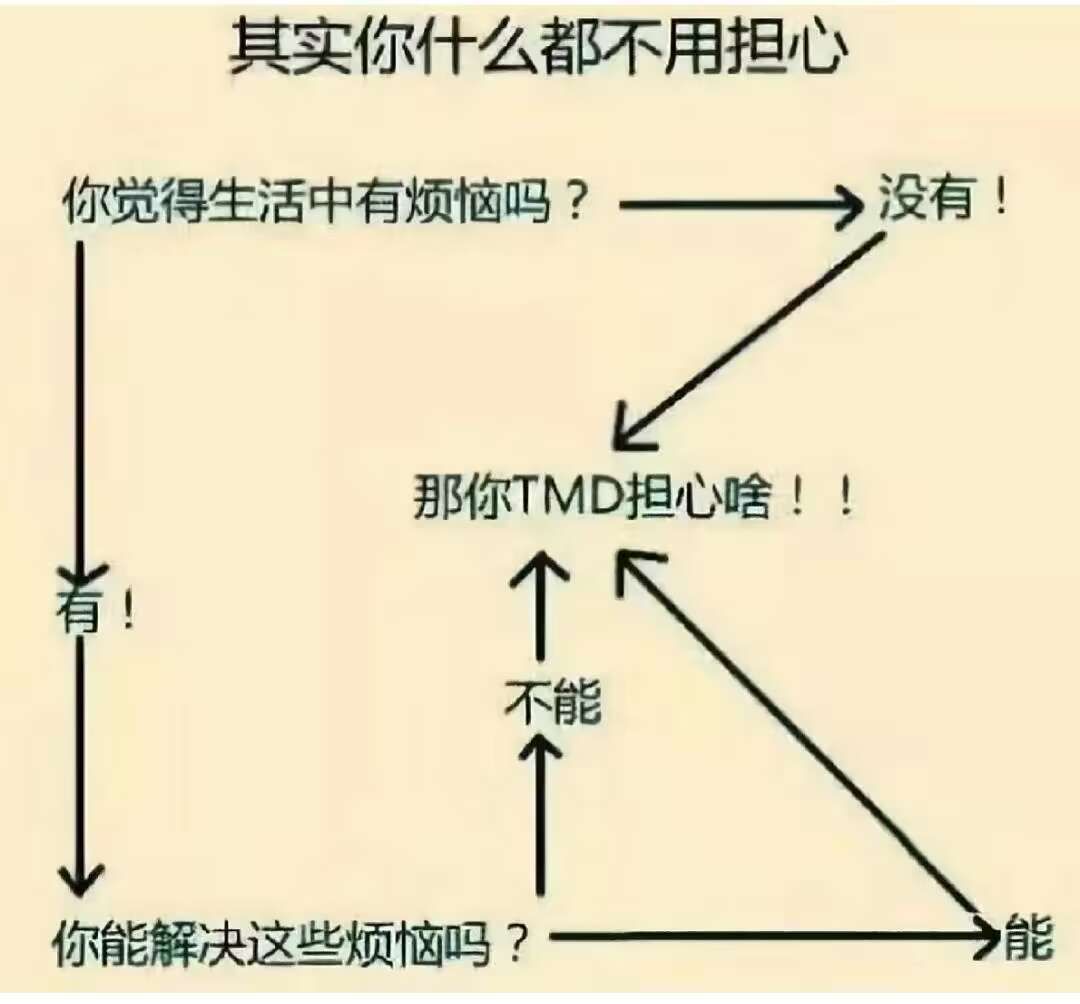 其实你什么都不用担心
你觉得生活中有烦恼吗？
没有！
那你TMD担心啥！！
有！
不能
你能解决这些烦恼吗？
能